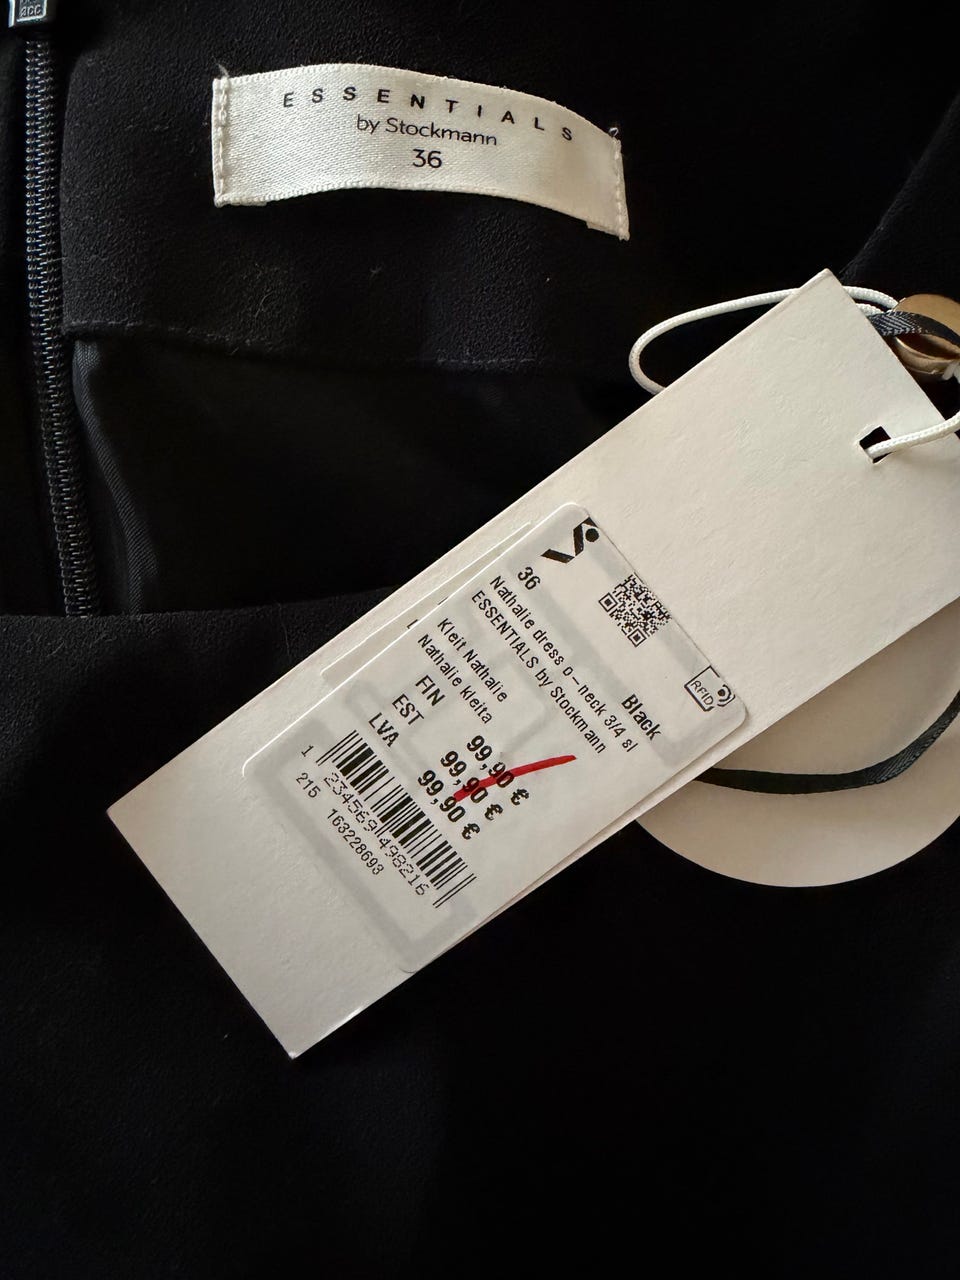 ESSENTIALS
by Stockmann
36
36
Nathalie dress o-neck 3/4 sl
ESSENTIALS by Stockmann
Black
RFID
Kleit Nathalie
Nathalie kleita
FIN 99,90 €
EST 99,90 €
LVA 99,90 €
215 163228693